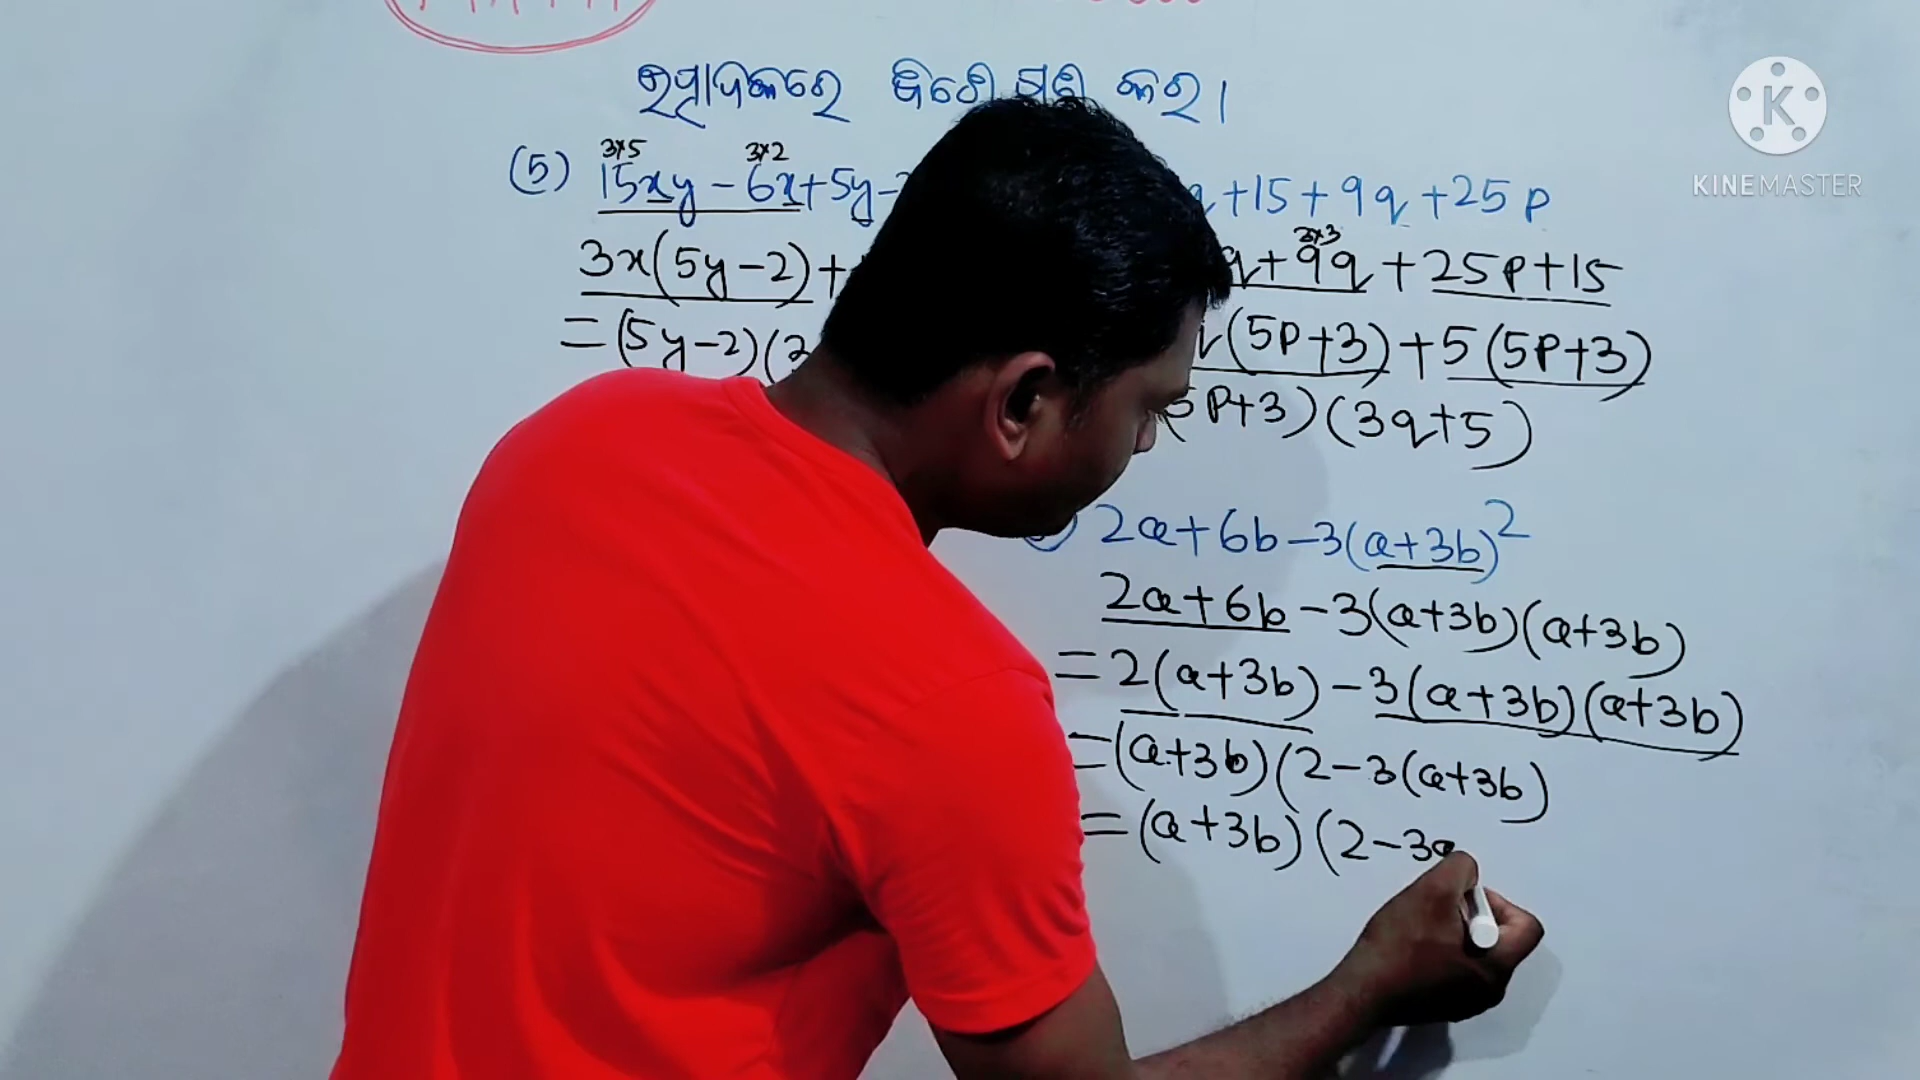 ଉତ୍ପାଦକରେ ବିଶ୍ଳେଷଣ କର।
KINEMASTER
3×5 3×2
(5) 15xy - 6x + 5y -
+ 15 + 9q + 25p
3x(5y - 2) +
3×3
q + 9q + 25p + 15
= (5y - 2)(3
(5p + 3) + 5(5p + 3)
5p + 3)(3q + 5)
2a + 6b - 3(a + 3b)²
2a + 6b - 3(a + 3b)(a + 3b)
= 2(a + 3b) - 3(a + 3b)(a + 3b)
= (a + 3b)(2 - 3(a + 3b)
= (a + 3b)(2 - 3a